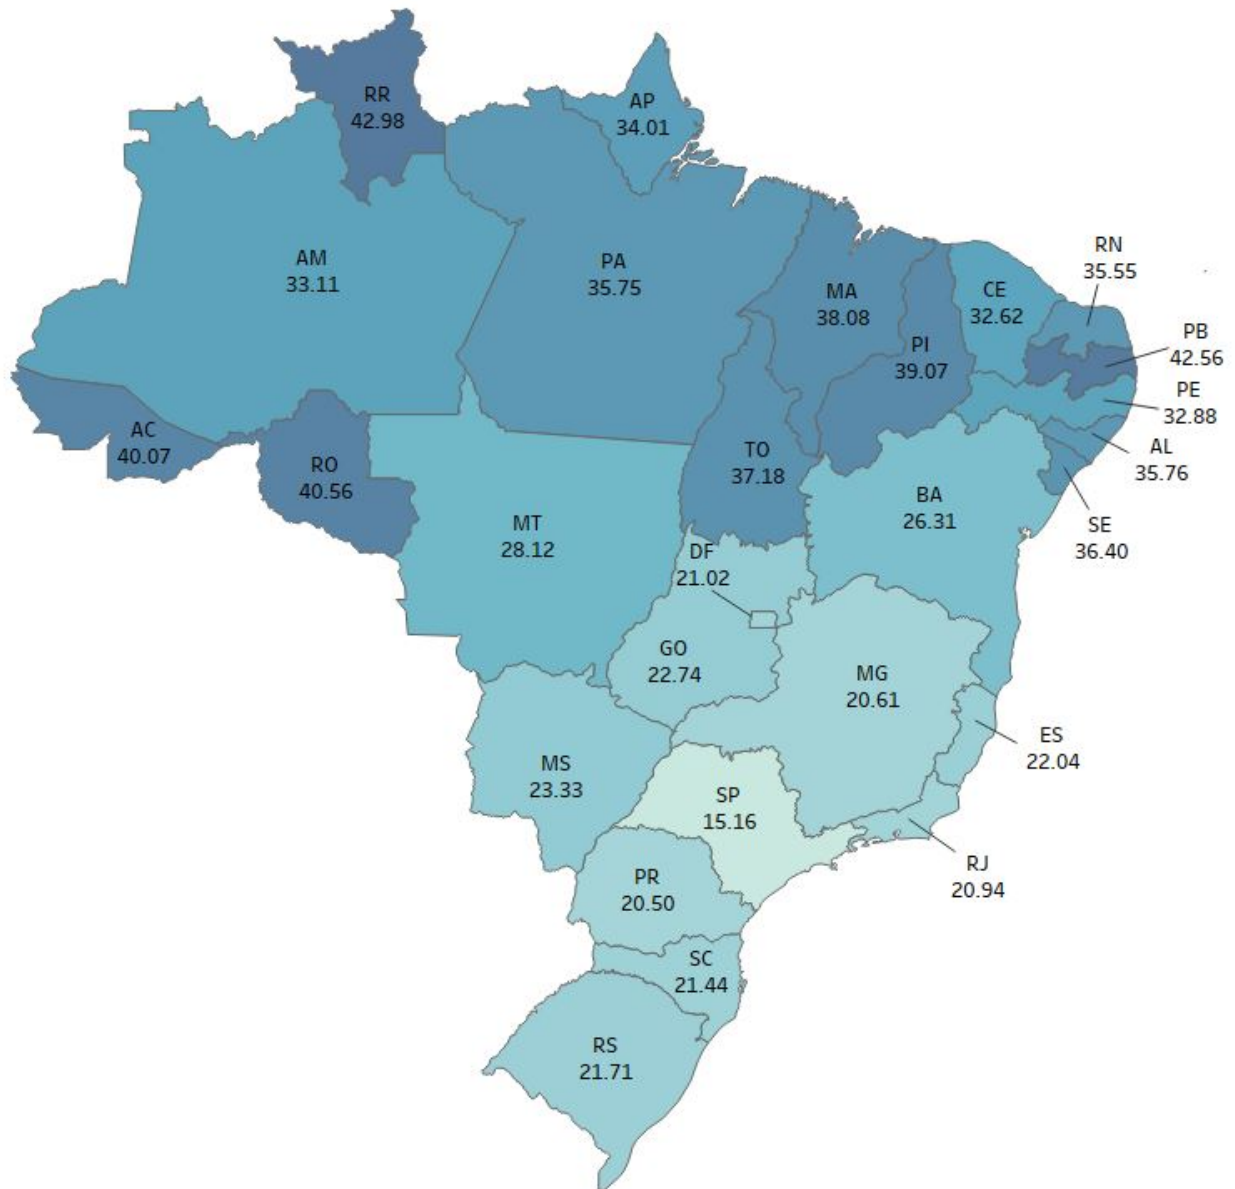 RR
42.98
AP
34.01
AM
33.11
PA
35.75
MA
38.08
PI
39.07
CE
32.62
RN
35.55
PB
42.56
PE
32.88
AL
35.76
SE
36.40
AC
40.07
RO
40.56
TO
37.18
BA
26.31
MT
28.12
DF
21.02
GO
22.74
MG
20.61
ES
22.04
MS
23.33
SP
15.16
RJ
20.94
PR
20.50
SC
21.44
RS
21.71